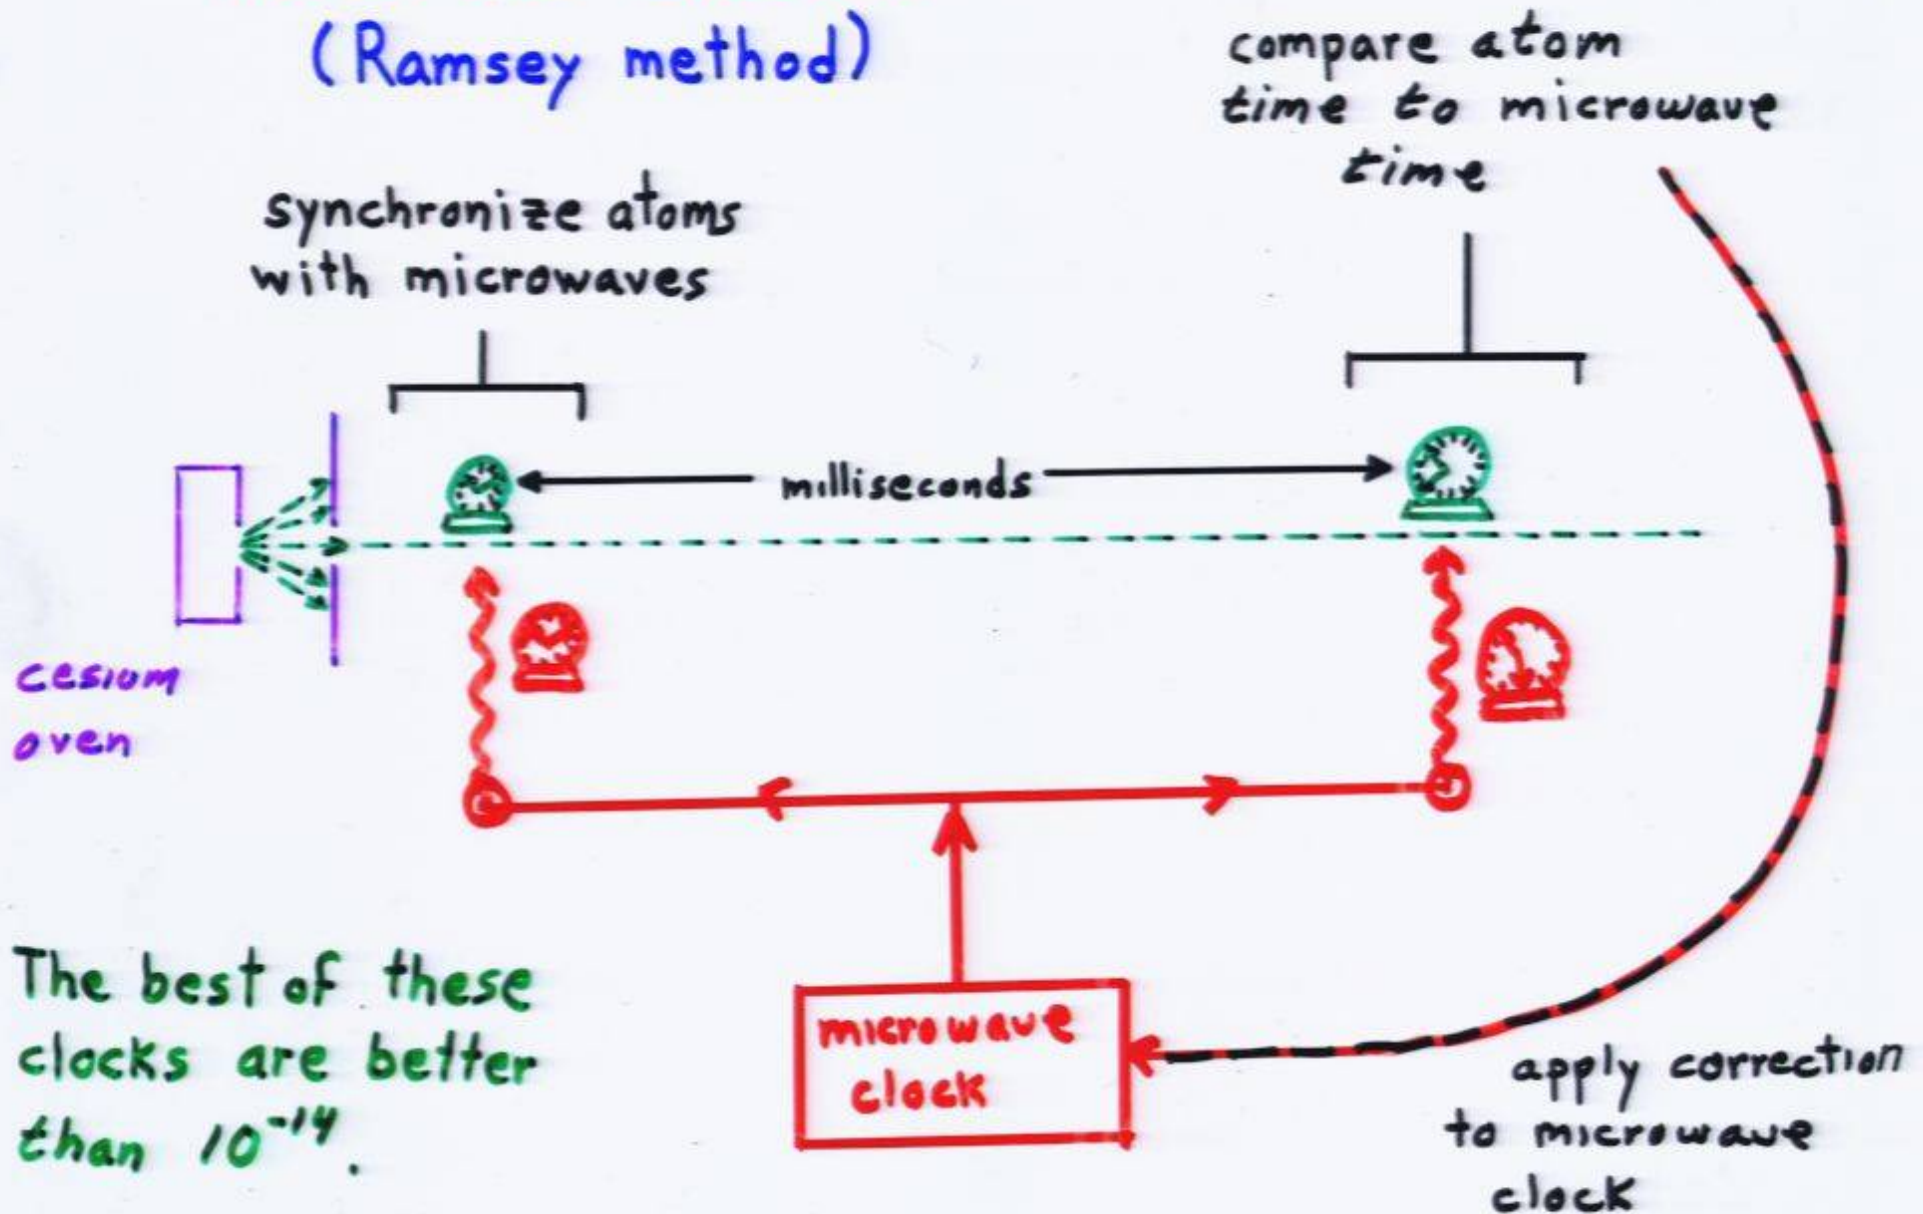 (Ramsey method)
compare atom
time to microwave
time
synchronize atoms
with microwaves
milliseconds
cesium
oven
microwave
clock
The best of these
clocks are better
than 10⁻¹⁴.
apply correction
to microwave
clock